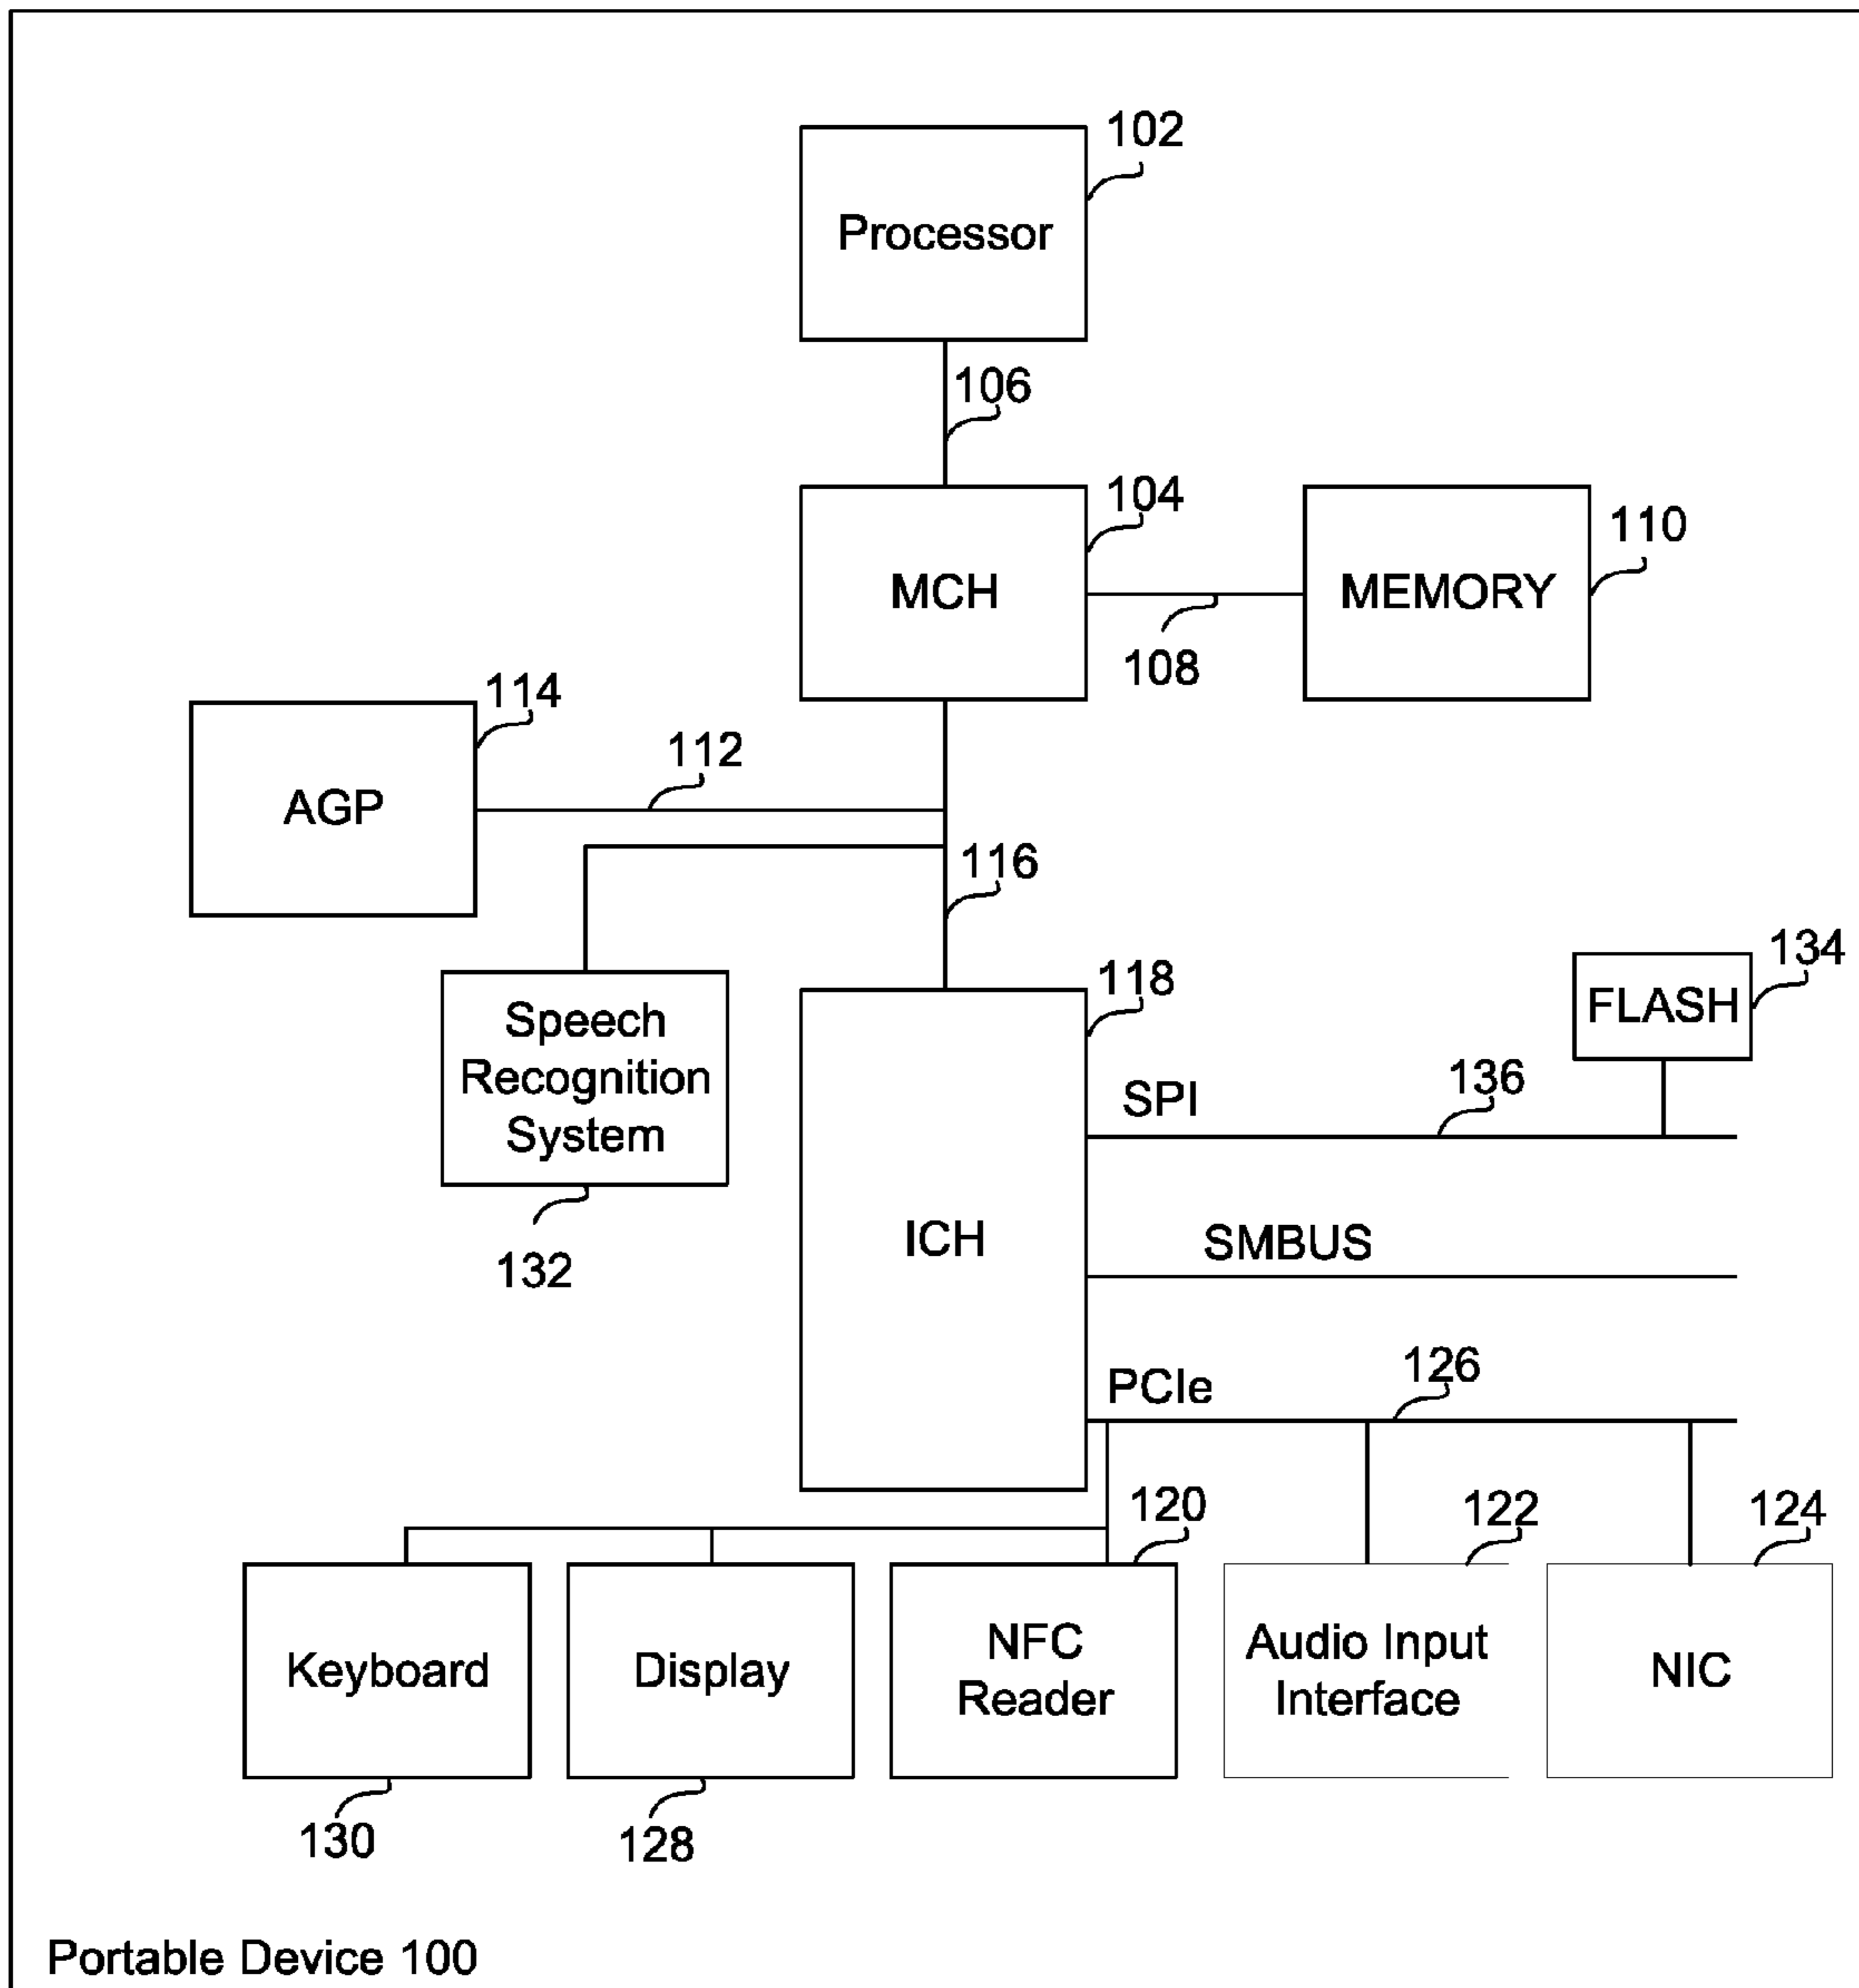 102
Processor
106
104
MCH
110
MEMORY
108
114
AGP
112
116
118
134
FLASH
Speech
Recognition
System
132
SPI
136
ICH
SMBUS
PCIe
126
120
122
124
Keyboard
Display
NFC
Reader
Audio Input
Interface
NIC
130
128
Portable Device 100